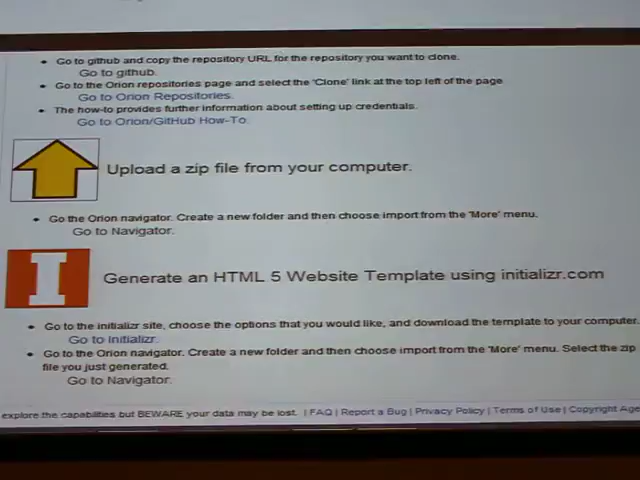 Go to github and copy the repository URL for the repository you want to clone.
Go to github.
Go to the Orion repositories page and select the 'Clone' link at the top left of the page
Go to Orion Repositories.
The how-to provides further information about setting up credentials.
Go to Orion/GitHub How-To.
Upload a zip file from your computer.
Go the Orion navigator. Create a new folder and then choose import from the 'More' menu.
Go to Navigator.
I
Generate an HTML 5 Website Template using initializr.com
Go to the initializr site, choose the options that you would like, and download the template to your computer.
Go to Initializr.
Go to the Orion navigator. Create a new folder and then choose import from the 'More' menu. Select the zip
file you just generated.
Go to Navigator.
explore the capabilities but BEWARE your data may be lost. | FAQ | Report a Bug | Privacy Policy | Terms of Use | Copyright Age